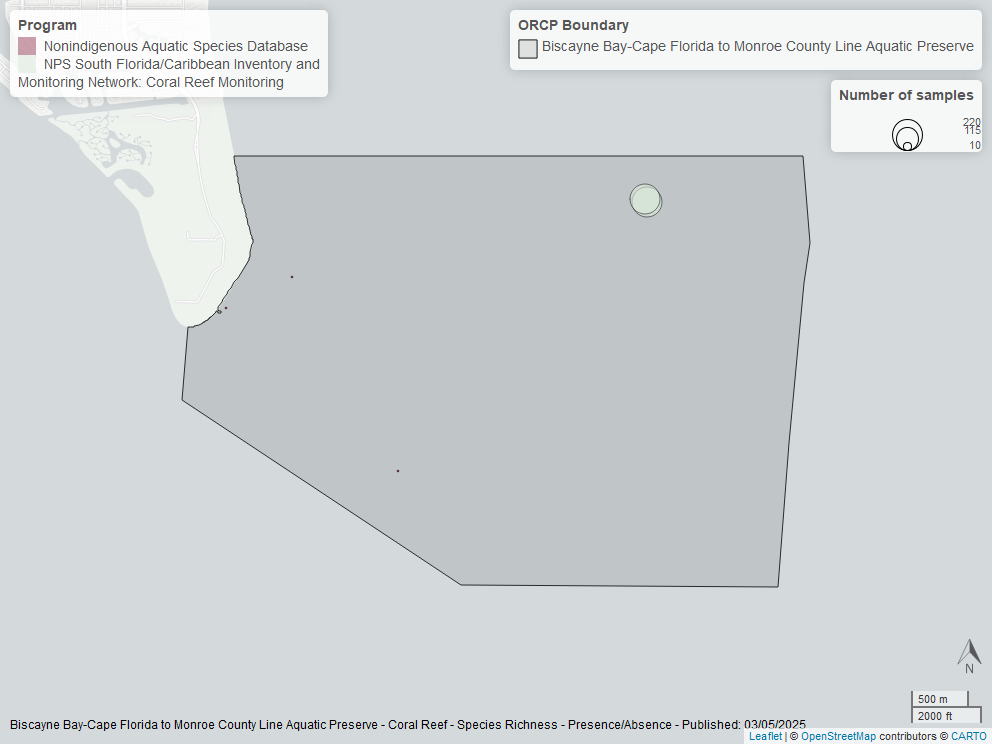 Program
Nonindigenous Aquatic Species Database
NPS South Florida/Caribbean Inventory and
Monitoring Network: Coral Reef Monitoring
ORCP Boundary
Biscayne Bay-Cape Florida to Monroe County Line Aquatic Preserve
Number of samples
220
115
10
N
500 m
2000 ft
Biscayne Bay-Cape Florida to Monroe County Line Aquatic Preserve - Coral Reef - Species Richness - Presence/Absence - Published: 03/05/2025
Leaflet | © OpenStreetMap contributors © CARTO